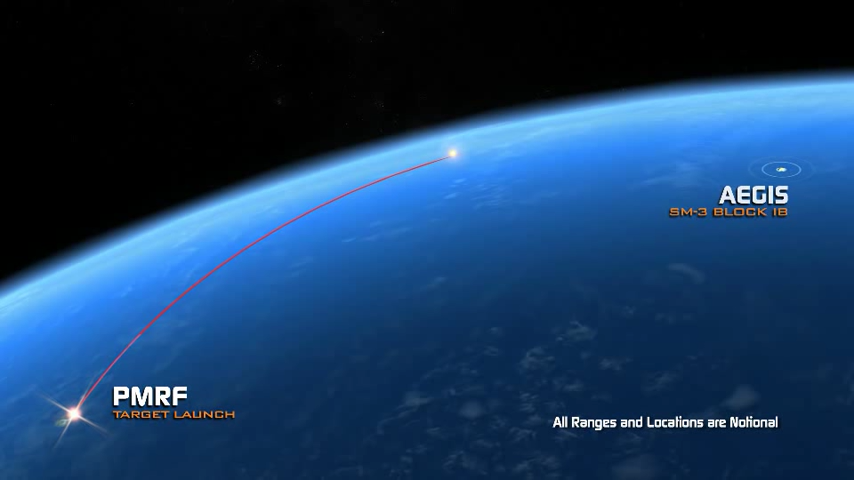 AEGIS
SM-3 BLOCK IB
PMRF
TARGET LAUNCH
All Ranges and Locations are Notional